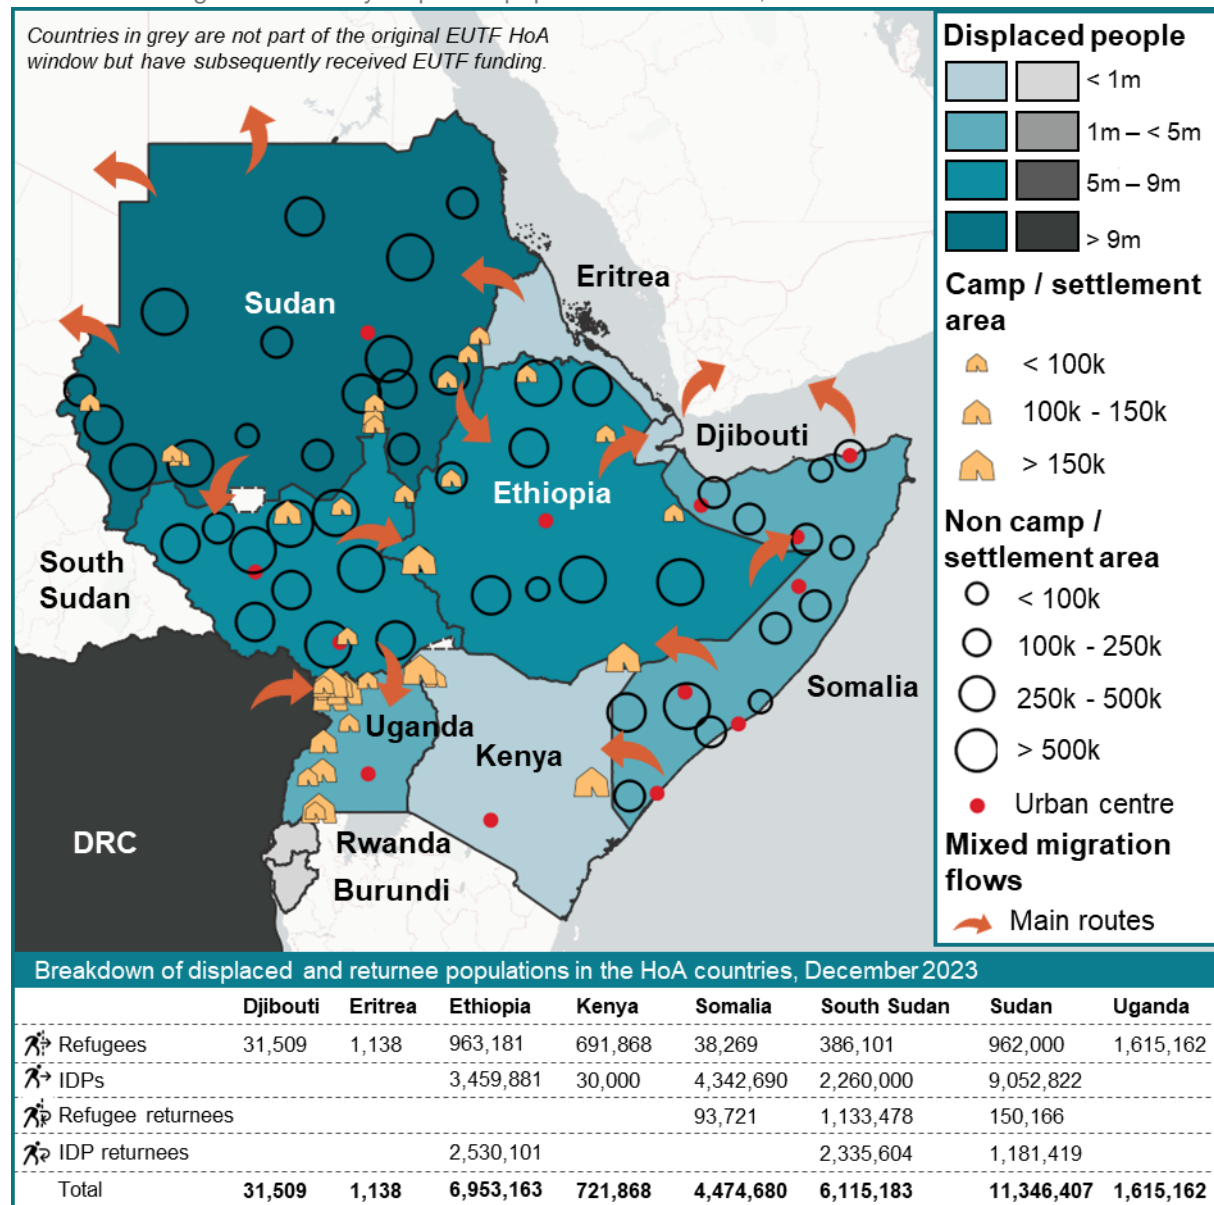 Countries in grey are not part of the original EUTF HoA
window but have subsequently received EUTF funding.
Sudan
Eritrea
Djibouti
Ethiopia
South
Sudan
Somalia
Uganda
Kenya
DRC
Rwanda
Burundi
Displaced people
< 1m
1m – < 5m
5m – 9m
> 9m
Camp / settlement
area
< 100k
100k - 150k
> 150k
Non camp /
settlement area
< 100k
100k - 250k
250k - 500k
> 500k
Urban centre
Mixed migration
flows
Main routes
Breakdown of displaced and returnee populations in the HoA countries, December 2023
Djibouti Eritrea Ethiopia Kenya Somalia South Sudan Sudan Uganda
Refugees 31,509 1,138 963,181 691,868 38,269 386,101 962,000 1,615,162
IDPs 3,459,881 30,000 4,342,690 2,260,000 9,052,822
Refugee returnees 93,721 1,133,478 150,166
IDP returnees 2,530,101 2,335,604 1,181,419
Total 31,509 1,138 6,953,163 721,868 4,474,680 6,115,183 11,346,407 1,615,162